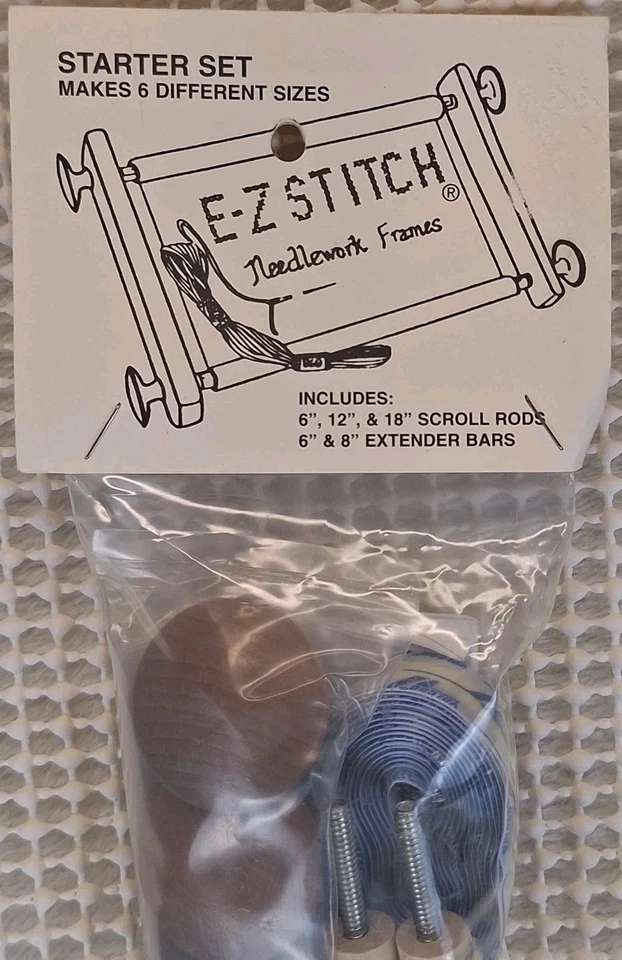 STARTER SET
MAKES 6 DIFFERENT SIZES
E-Z STITCH ®
Needlework Frames
INCLUDES:
6”, 12”, & 18” SCROLL RODS
6” & 8” EXTENDER BARS